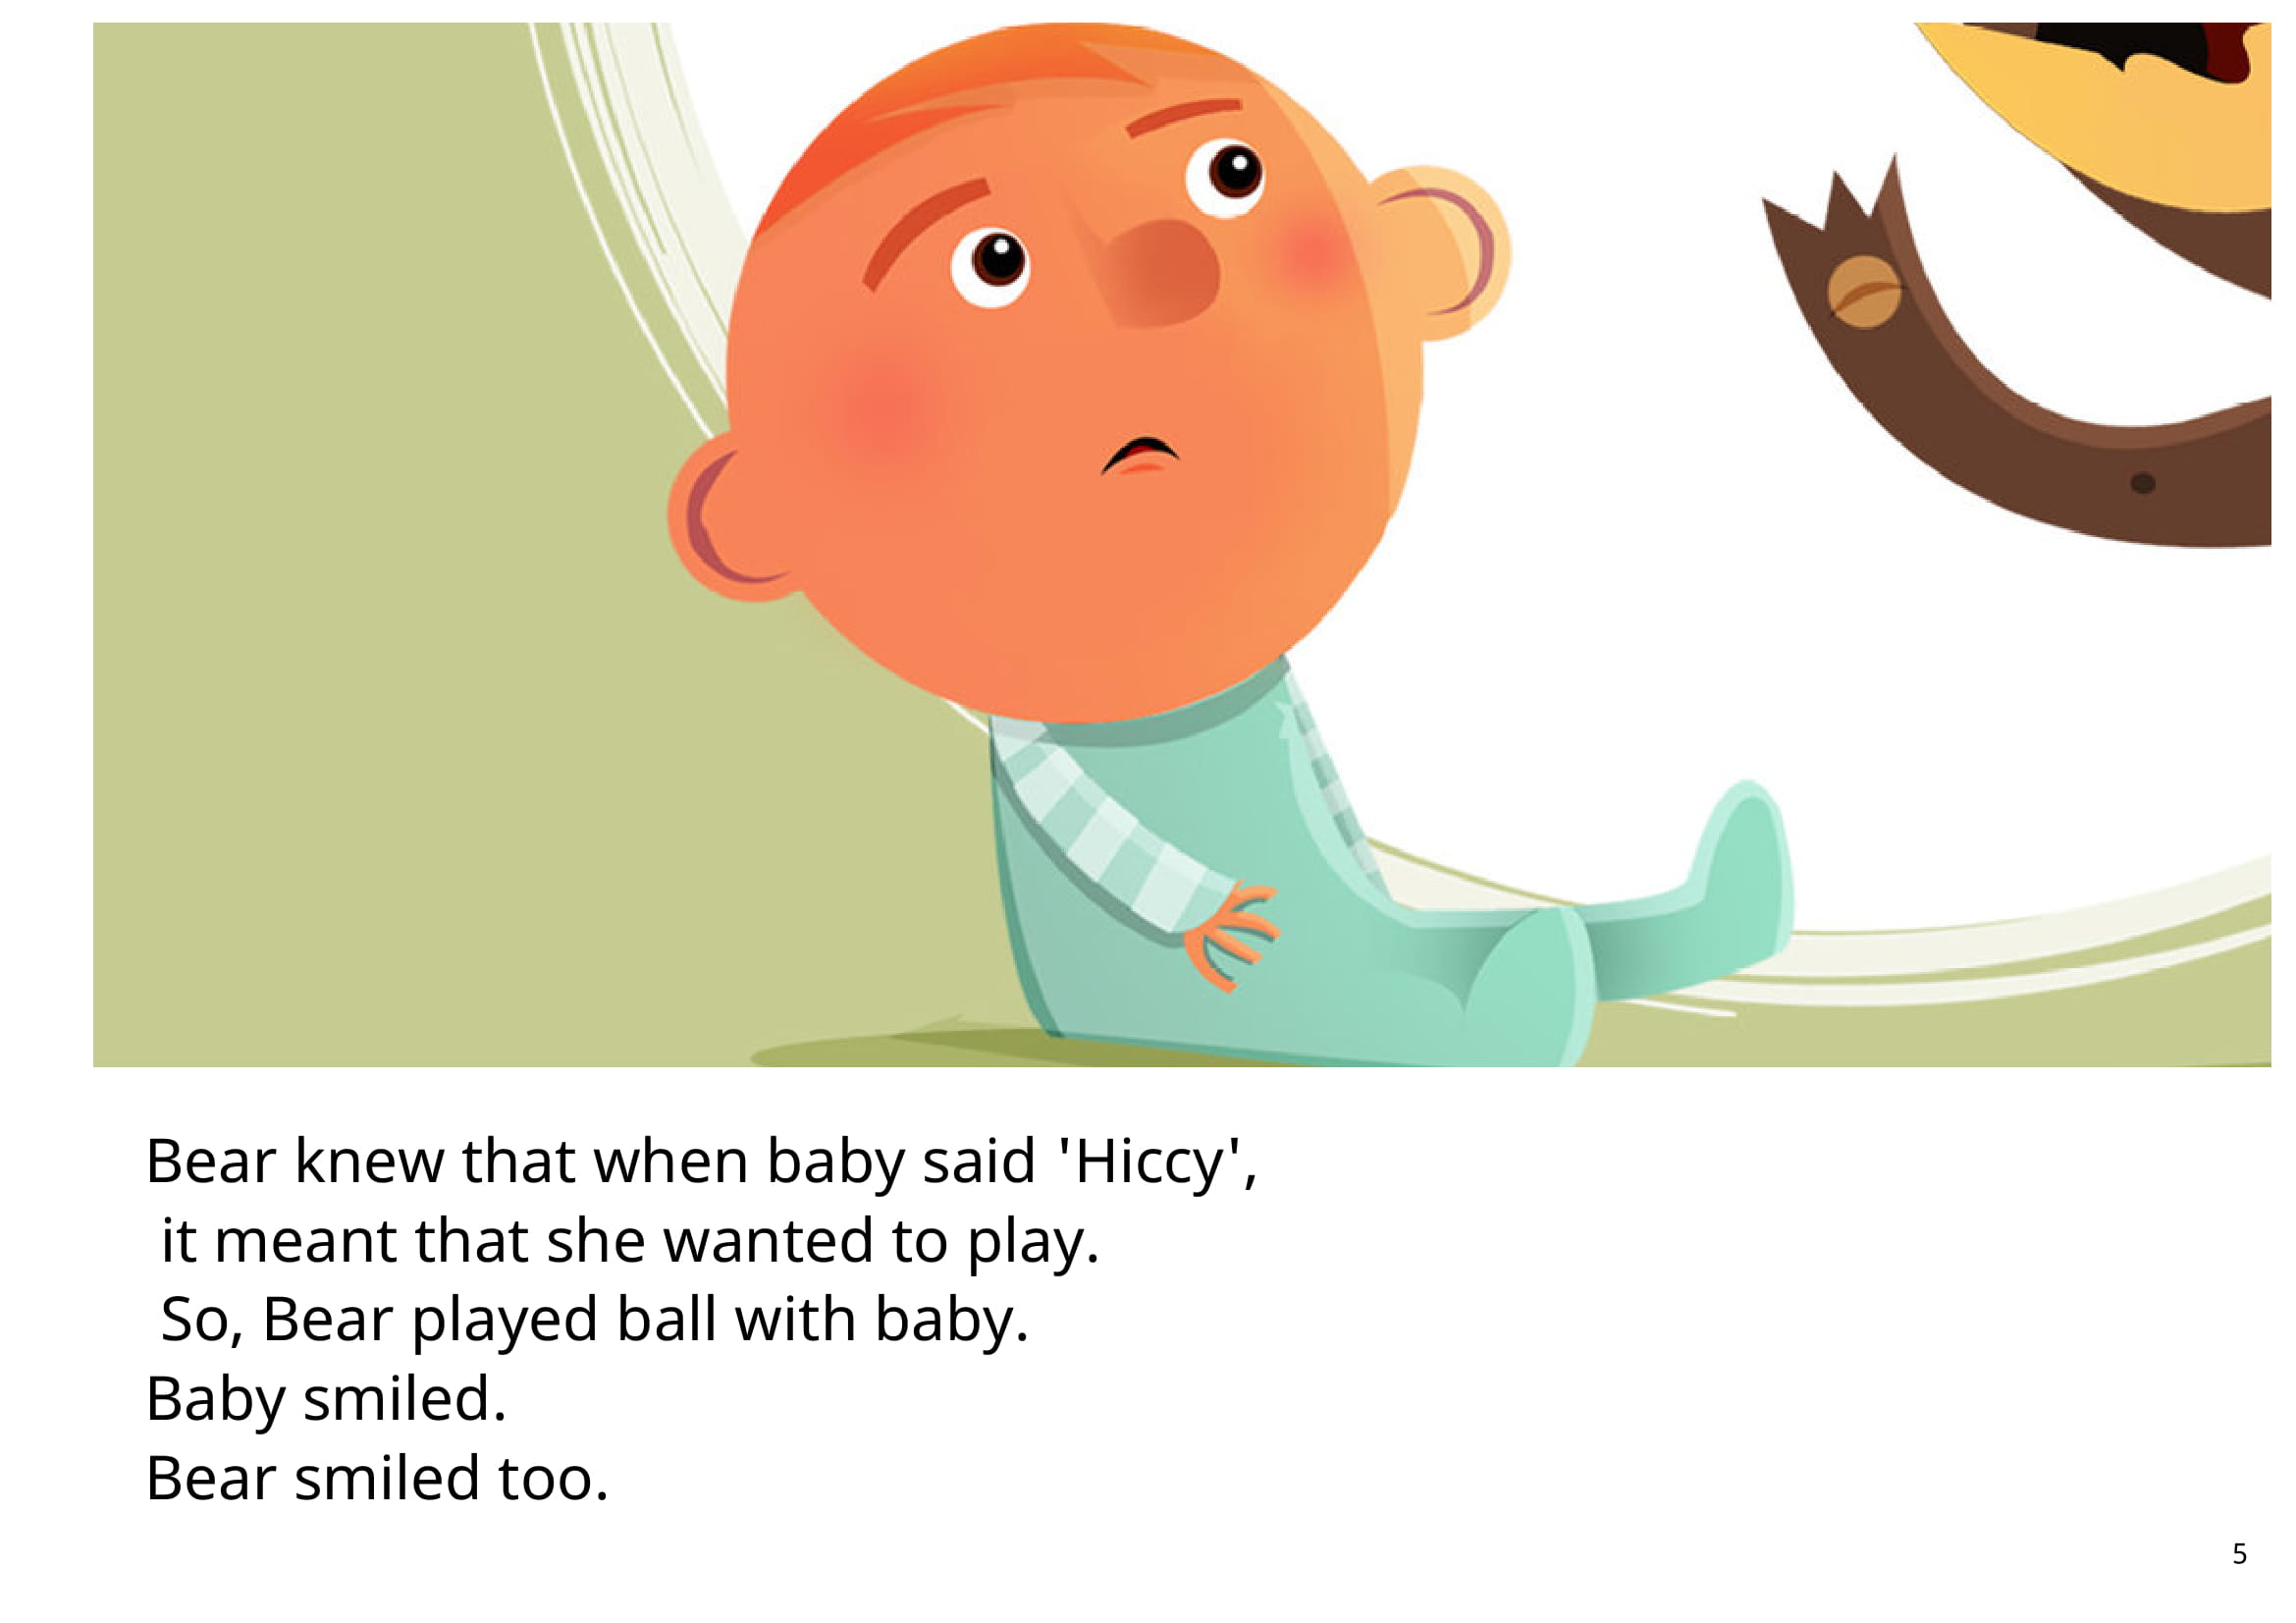 Bear knew that when baby said 'Hiccy',
it meant that she wanted to play.
So, Bear played ball with baby.
Baby smiled.
Bear smiled too.
5